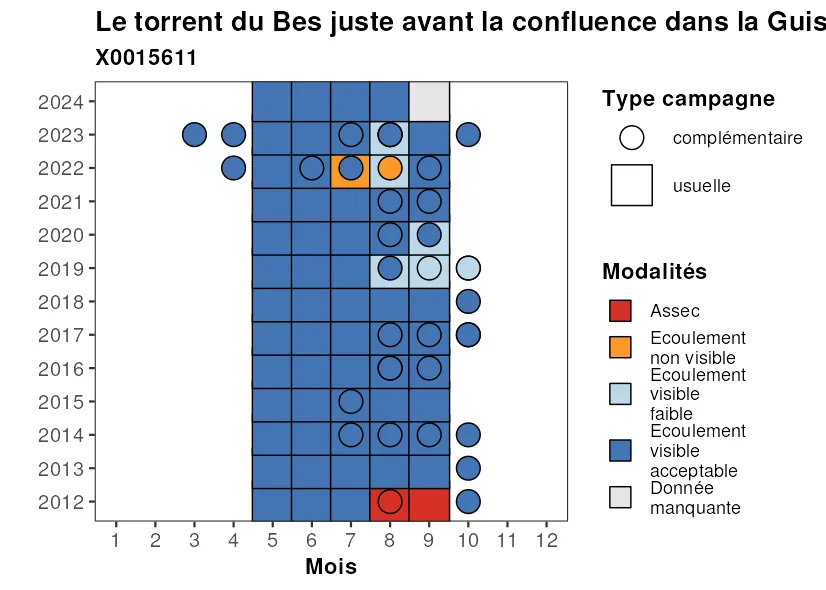 Le torrent du Bes juste avant la confluence dans la Guis
X0015611
2024
2023
2022
2021
2020
2019
2018
2017
2016
2015
2014
2013
2012
1 2 3 4 5 6 7 8 9 10 11 12
Mois
Type campagne
complémentaire
usuelle
Modalités
Assec
Ecoulement
non visible
Ecoulement
visible
faible
Ecoulement
visible
acceptable
Donnée
manquante